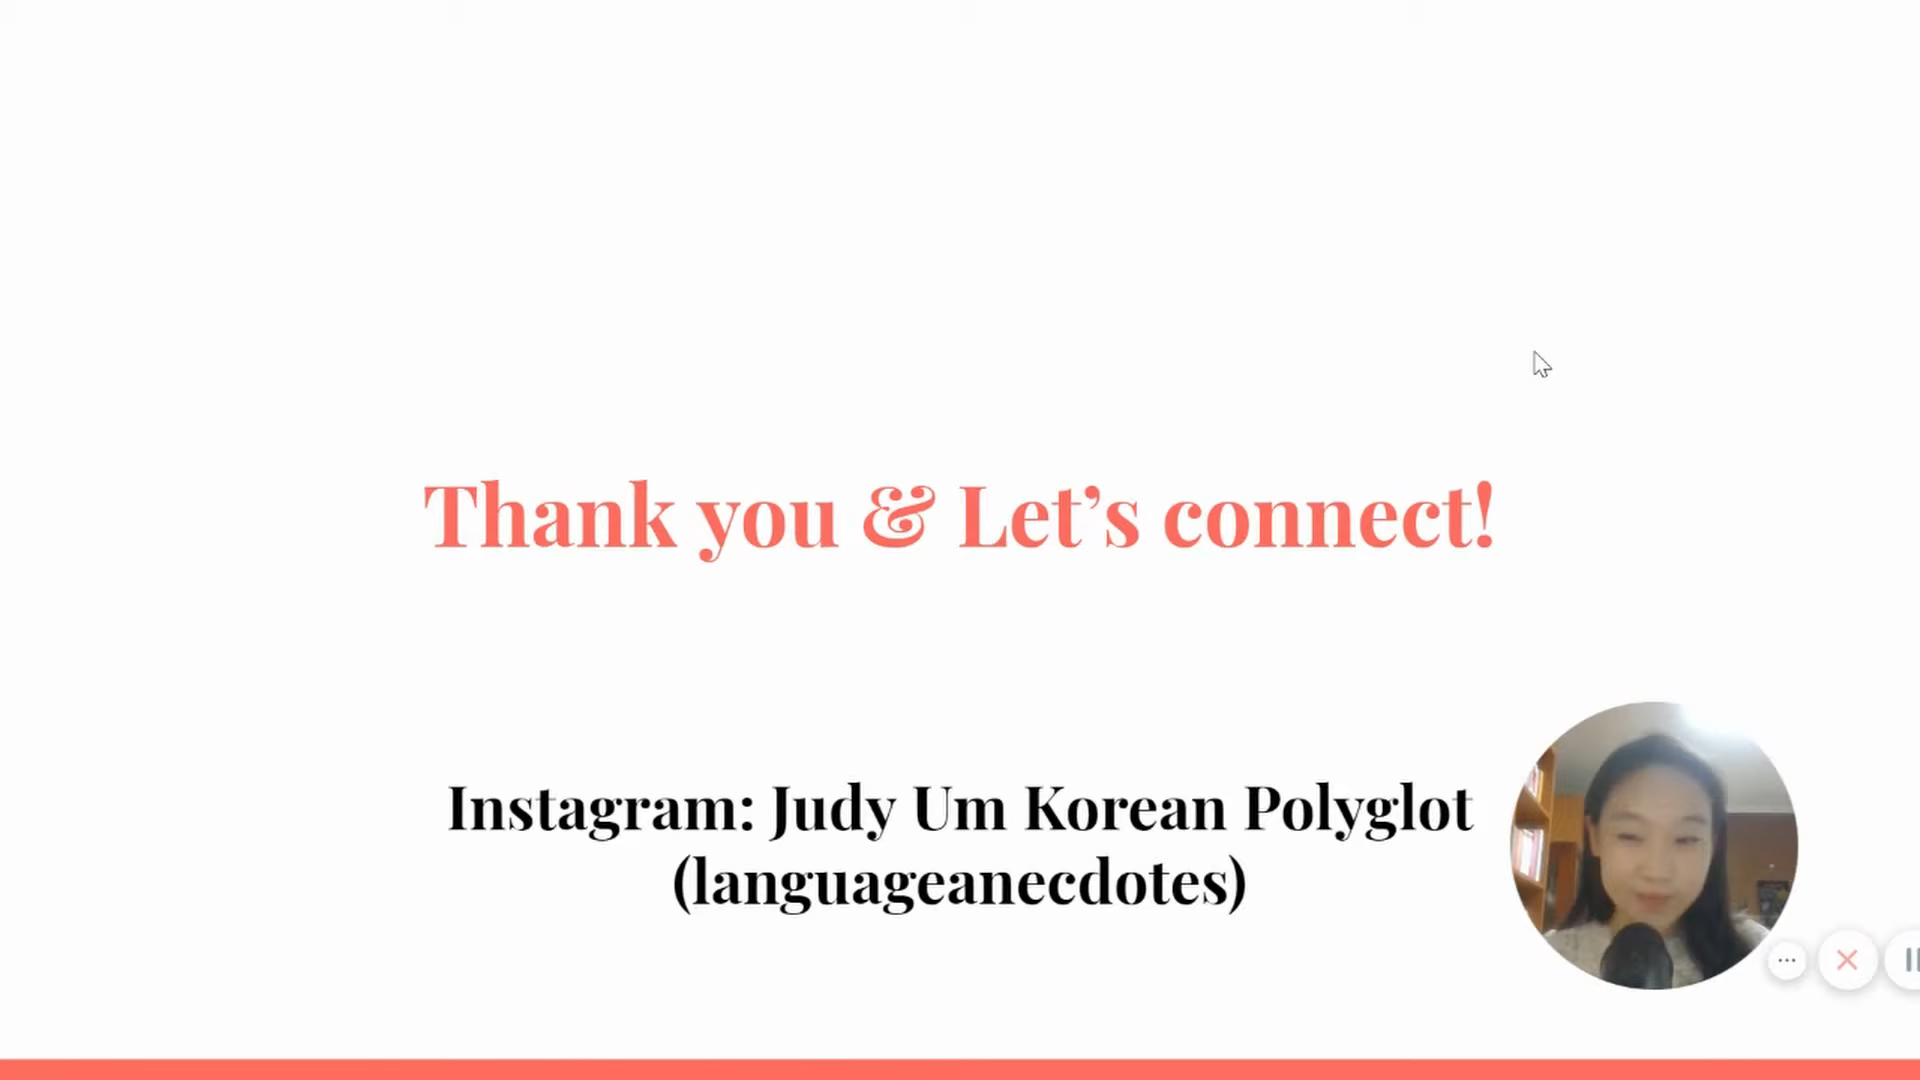 Thank you & Let’s connect!
Instagram: Judy Um Korean Polyglot
(languageanecdotes)